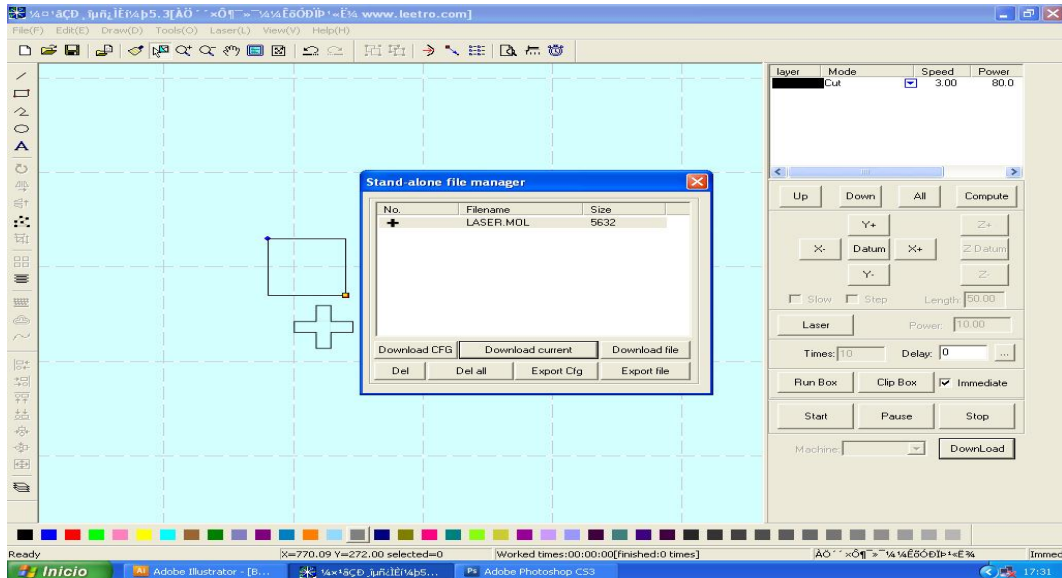 www.leetro.com]
File(F) Edit(E) Draw(D) Tools(O) Laser(L) View(V) Help(H)
layer Mode Speed Power
Cut 3.00 80.0
Stand-alone file manager
No. Filename Size
LASER.MOL 5632
Download CFG Download current Download file
Del Del all Export Cfg Export file
Up Down All Compute
Y+ Z+
X- Datum X+ Z Datum
Y- Z-
Slow Step Length: 50.00
Laser Power: 10.00
Times: 10 Delay: 0 ...
Run Box Clip Box Immediate
Start Pause Stop
Machine: DownLoad
Ready X=770.09 Y=272.00 selected=0 Worked times:00:00:00[finished:0 times] Immec
Inicio Adobe Illustrator - [B... Adobe Photoshop CS3 17:31